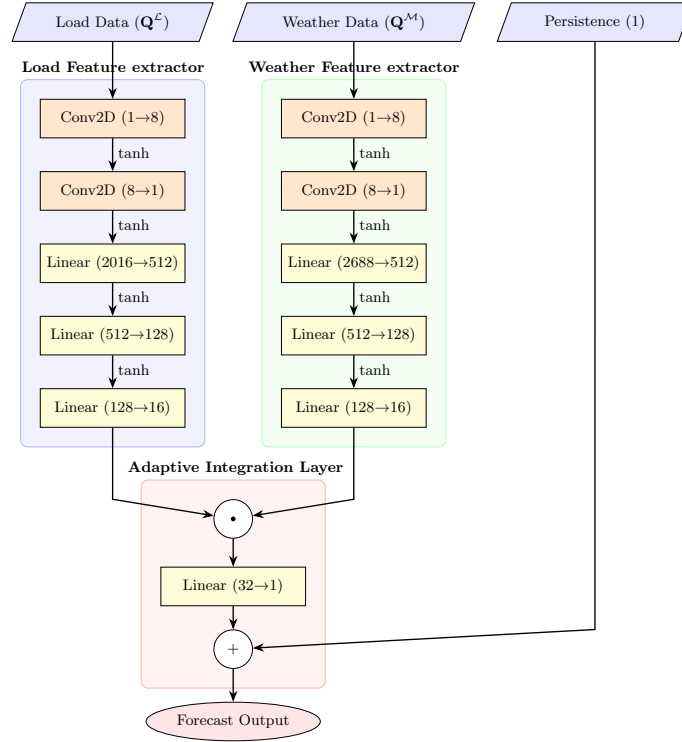 Load Data (Q^ℒ)
Weather Data (Q^ℳ)
Persistence (1)
Load Feature extractor
Weather Feature extractor
Conv2D (1→8)
tanh
Conv2D (8→1)
tanh
Linear (2016→512)
tanh
Linear (512→128)
tanh
Linear (128→16)
Conv2D (1→8)
tanh
Conv2D (8→1)
tanh
Linear (2688→512)
tanh
Linear (512→128)
tanh
Linear (128→16)
Adaptive Integration Layer
•
Linear (32→1)
+
Forecast Output